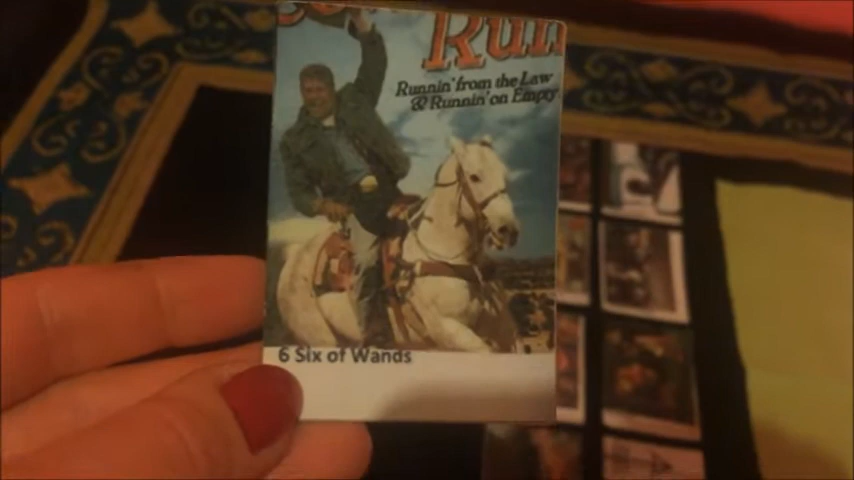 Run
Runnin' from the Law
& Runnin' on Empty
6 Six of Wands